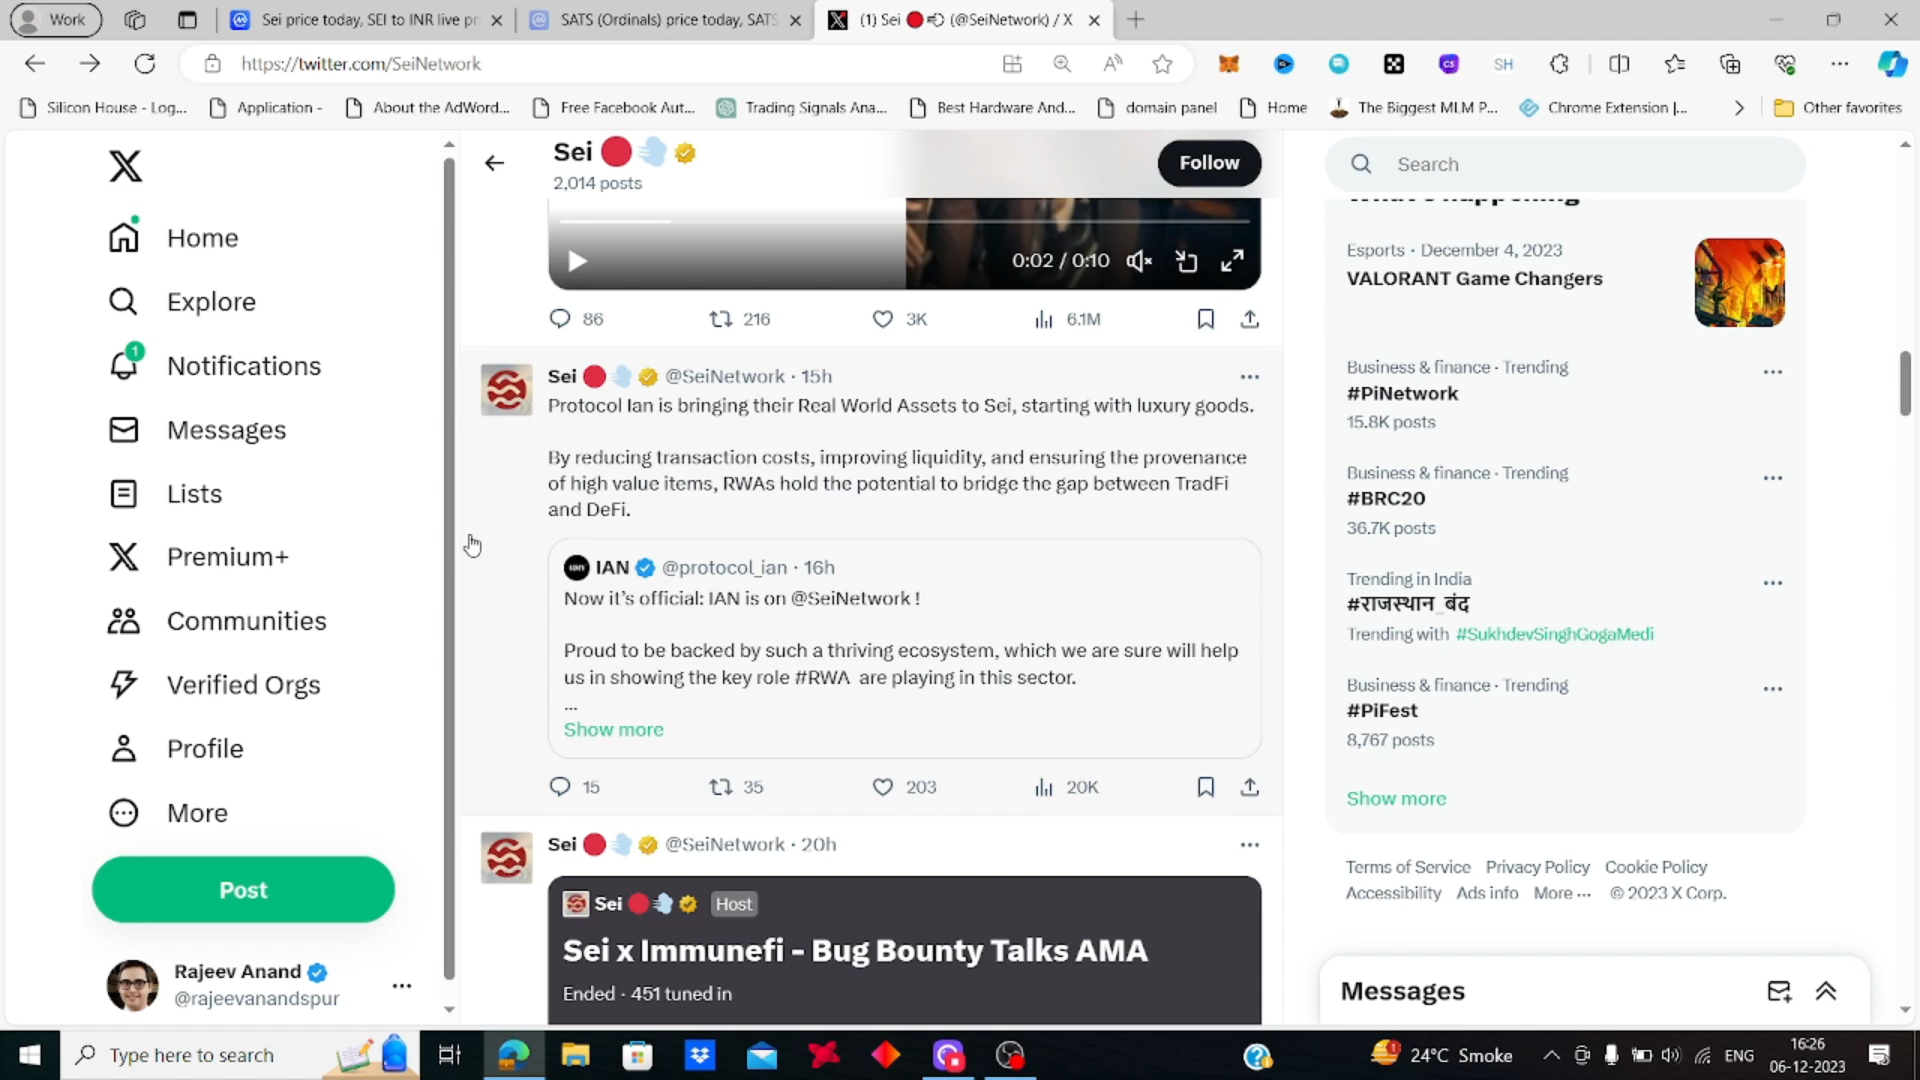 Work
Sei price today, SEI to INR live pri
SATS (Ordinals) price today, SATS
(1) Sei (@SeiNetwork) / X
https://twitter.com/SeiNetwork
SH
Silicon House - Log...
Application -
About the AdWord...
Free Facebook Aut...
Trading Signals Ana...
Best Hardware And...
domain panel
Home
The Biggest MLM P...
Chrome Extension |...
Other favorites
Home
Explore
1
Notifications
Messages
Lists
Premium+
Communities
Verified Orgs
Profile
More
Post
Rajeev Anand
@rajeevanandspur
Sei
2,014 posts
Follow
0:02 / 0:10
86 216 3K 6.1M
Sei @SeiNetwork · 15h
Protocol Ian is bringing their Real World Assets to Sei, starting with luxury goods.
By reducing transaction costs, improving liquidity, and ensuring the provenance
of high value items, RWAs hold the potential to bridge the gap between TradFi
and DeFi.
IAN @protocol_ian · 16h
Now it's official: IAN is on @SeiNetwork !
Proud to be backed by such a thriving ecosystem, which we are sure will help
us in showing the key role #RWA are playing in this sector.
...
Show more
15 35 203 20K
Sei @SeiNetwork · 20h
Sei Host
Sei x Immunefi - Bug Bounty Talks AMA
Ended · 451 tuned in
Search
What's happening
Esports · December 4, 2023
VALORANT Game Changers
Business & finance · Trending
#PiNetwork
15.8K posts
Business & finance · Trending
#BRC20
36.7K posts
Trending in India
#राजस्थान_बंद
Trending with #SukhdevSinghGogaMedi
Business & finance · Trending
#PiFest
8,767 posts
Show more
Terms of Service Privacy Policy Cookie Policy
Accessibility Ads info More ··· © 2023 X Corp.
Messages
Type here to search
24°C Smoke
ENG
16:26
06-12-2023